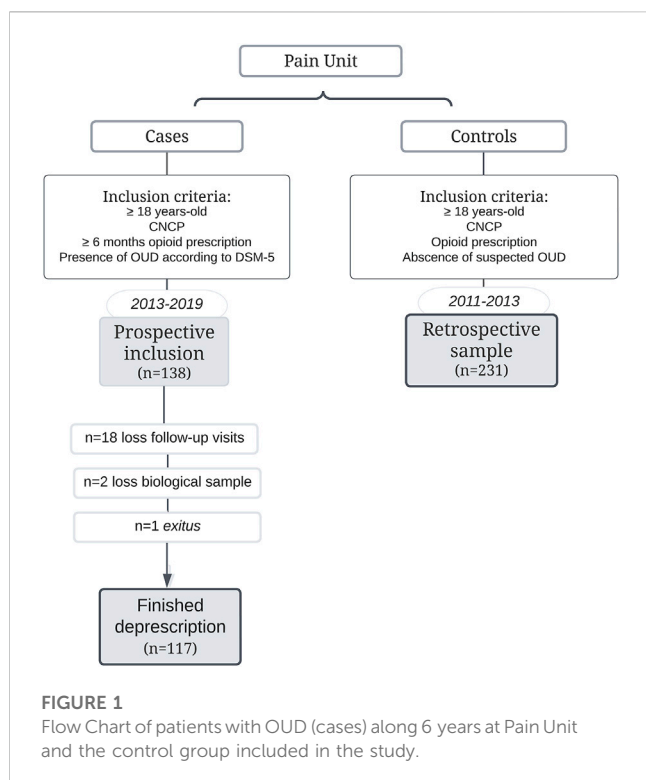 Pain Unit
Cases
Controls
Inclusion criteria:
≥ 18 years-old
CNCP
≥ 6 months opioid prescription
Presence of OUD according to DSM-5
Inclusion criteria:
≥ 18 years-old
CNCP
Opioid prescription
Abscence of suspected OUD
2013-2019
Prospective
inclusion
(n=138)
2011-2013
Retrospective
sample
(n=231)
n=18 loss follow-up visits
n=2 loss biological sample
n=1 exitus
Finished
deprescription
(n=117)
FIGURE 1
Flow Chart of patients with OUD (cases) along 6 years at Pain Unit
and the control group included in the study.